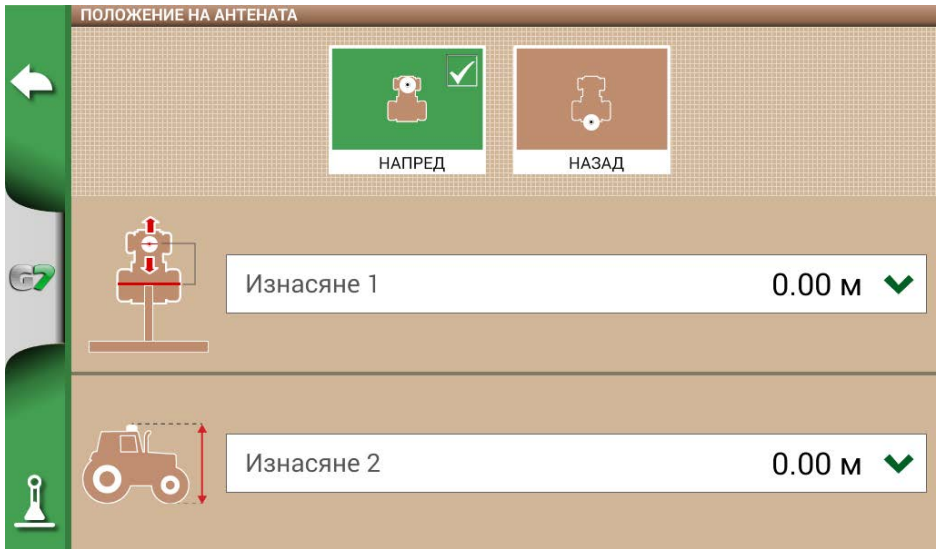 ПОЛОЖЕНИЕ НА АНТЕНАТА
НАПРЕД
НАЗАД
G7
Изнасяне 1
0.00 м
Изнасяне 2
0.00 м